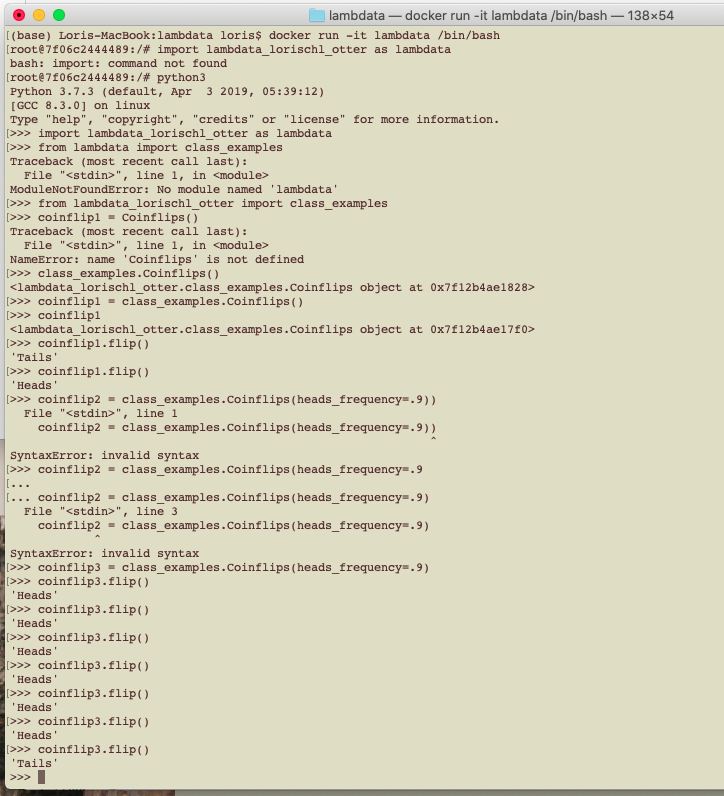 lambdata — docker run -it lambdata /bin/bash — 138×54
[(base) Loris-MacBook:lambdata loris$ docker run -it lambdata /bin/bash
[root@7f06c2444489:/# import lambdata_lorischl_otter as lambdata
bash: import: command not found
[root@7f06c2444489:/# python3
Python 3.7.3 (default, Apr  3 2019, 05:39:12)
[GCC 8.3.0] on linux
Type "help", "copyright", "credits" or "license" for more information.
[>>> import lambdata_lorischl_otter as lambdata
[>>> from lambdata import class_examples
Traceback (most recent call last):
  File "<stdin>", line 1, in <module>
ModuleNotFoundError: No module named 'lambdata'
[>>> from lambdata_lorischl_otter import class_examples
[>>> coinflip1 = Coinflips()
Traceback (most recent call last):
  File "<stdin>", line 1, in <module>
NameError: name 'Coinflips' is not defined
[>>> class_examples.Coinflips()
<lambdata_lorischl_otter.class_examples.Coinflips object at 0x7f12b4ae1828>
[>>> coinflip1 = class_examples.Coinflips()
[>>> coinflip1
<lambdata_lorischl_otter.class_examples.Coinflips object at 0x7f12b4ae17f0>
[>>> coinflip1.flip()
'Tails'
[>>> coinflip1.flip()
'Heads'
[>>> coinflip2 = class_examples.Coinflips(heads_frequency=.9))
  File "<stdin>", line 1
    coinflip2 = class_examples.Coinflips(heads_frequency=.9))
                                                            ^
SyntaxError: invalid syntax
[>>> coinflip2 = class_examples.Coinflips(heads_frequency=.9
[...
[... coinflip2 = class_examples.Coinflips(heads_frequency=.9)
  File "<stdin>", line 3
    coinflip2 = class_examples.Coinflips(heads_frequency=.9)
            ^
SyntaxError: invalid syntax
[>>> coinflip3 = class_examples.Coinflips(heads_frequency=.9)
[>>> coinflip3.flip()
'Heads'
[>>> coinflip3.flip()
'Heads'
[>>> coinflip3.flip()
'Heads'
[>>> coinflip3.flip()
'Heads'
[>>> coinflip3.flip()
'Heads'
[>>> coinflip3.flip()
'Heads'
[>>> coinflip3.flip()
'Tails'
>>>